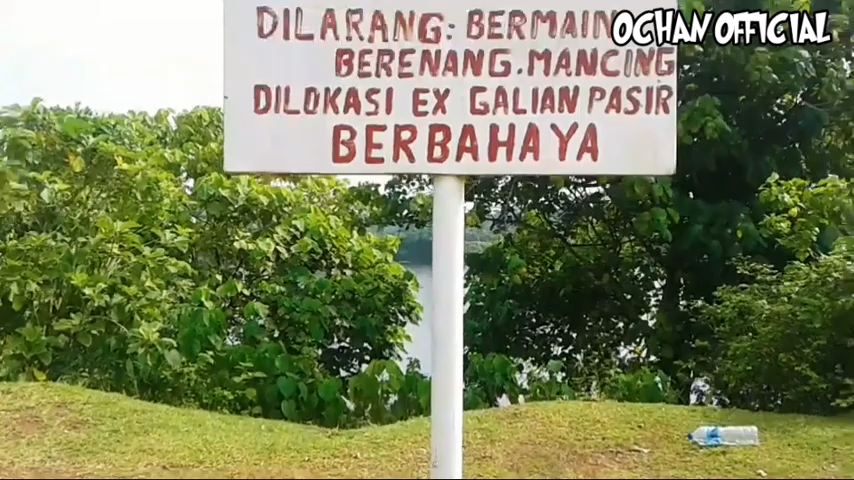 DILARANG: BERMAIN
OCHAN OFFICIAL
BERENANG. MANCING
DILOKASI EX GALIAN PASIR
BERBAHAYA